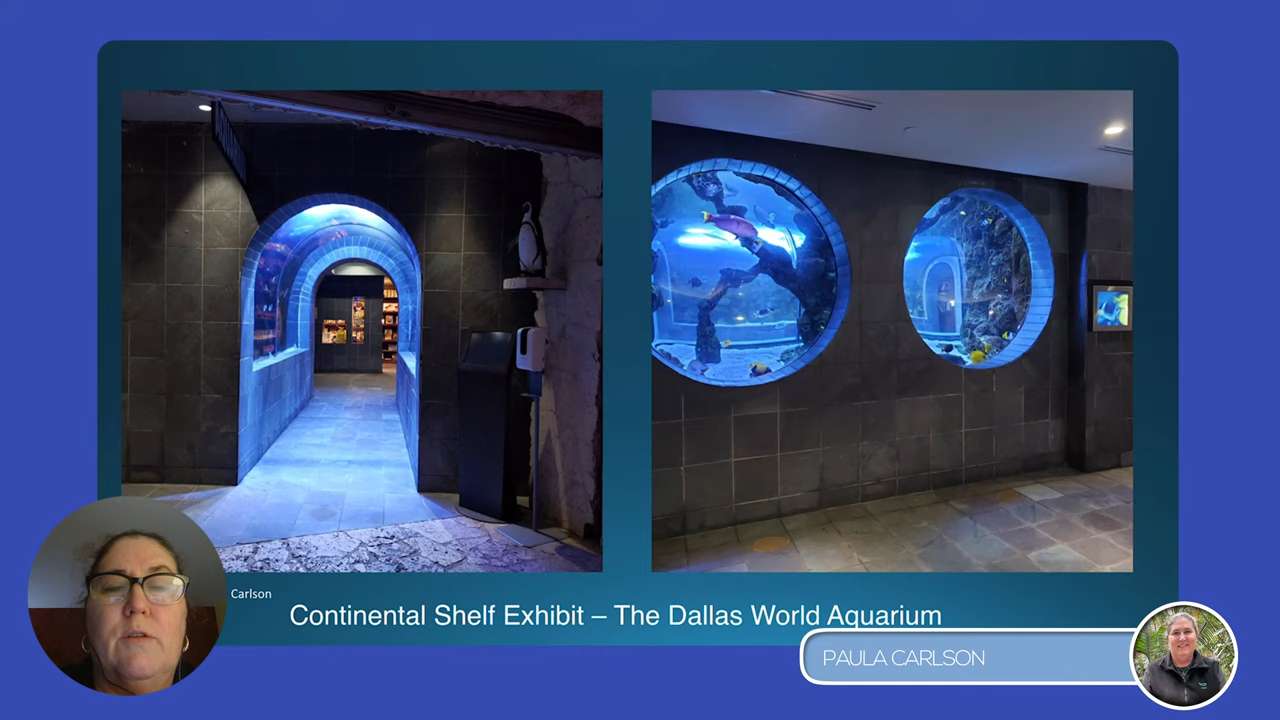 Carlson
Continental Shelf Exhibit – The Dallas World Aquarium
PAULA CARLSON